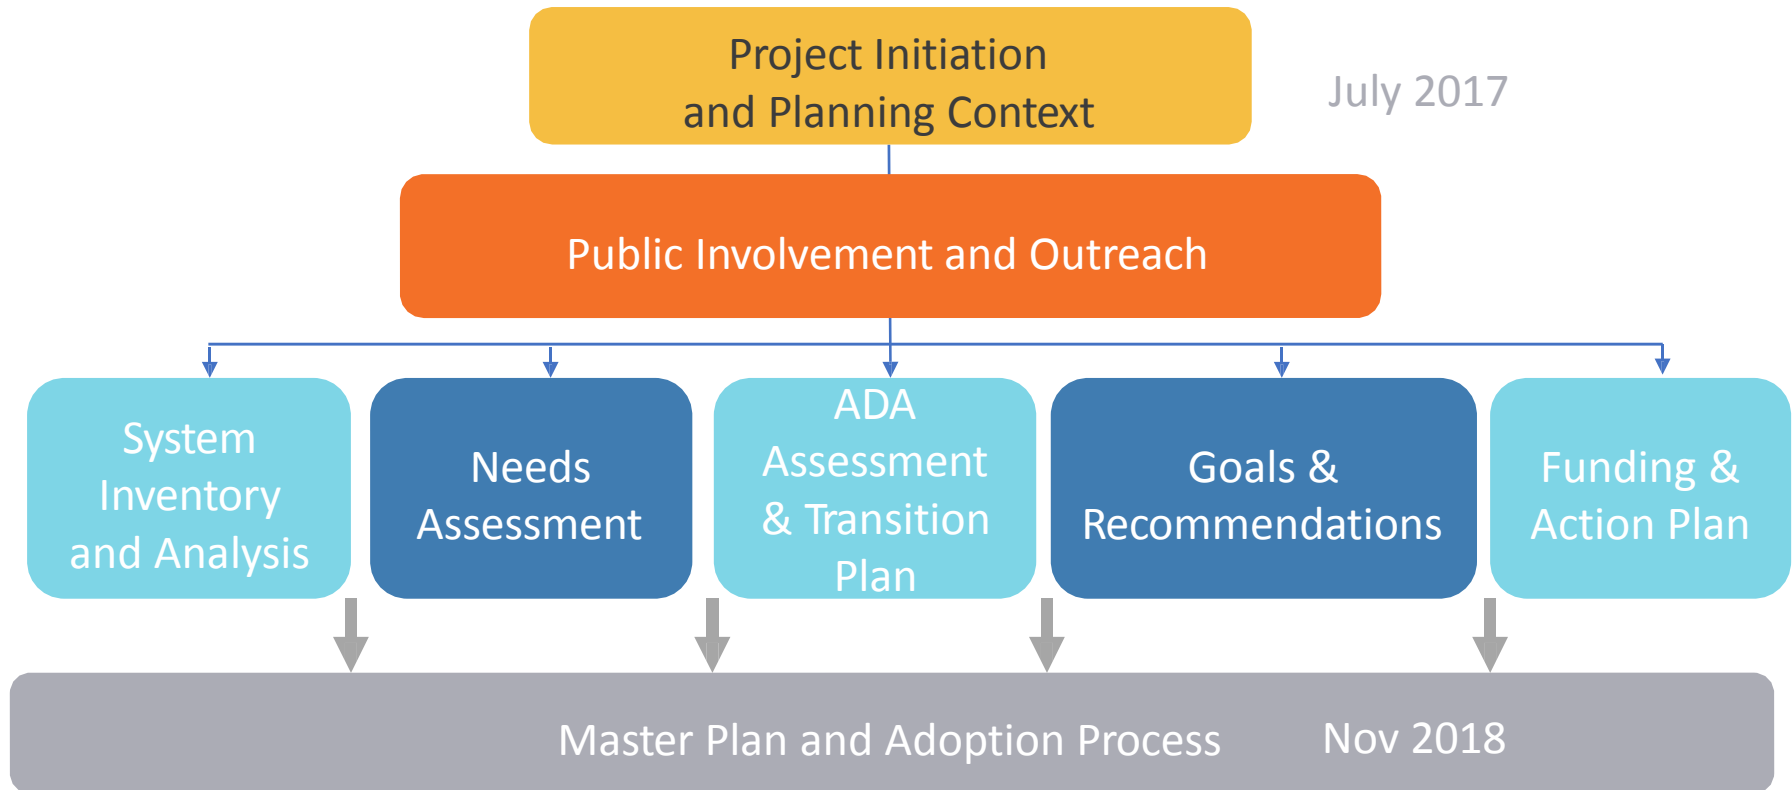 Project Initiation
and Planning Context
July 2017
Public Involvement and Outreach
System
Inventory
and Analysis
Needs
Assessment
ADA
Assessment
& Transition
Plan
Goals &
Recommendations
Funding &
Action Plan
Master Plan and Adoption Process
Nov 2018